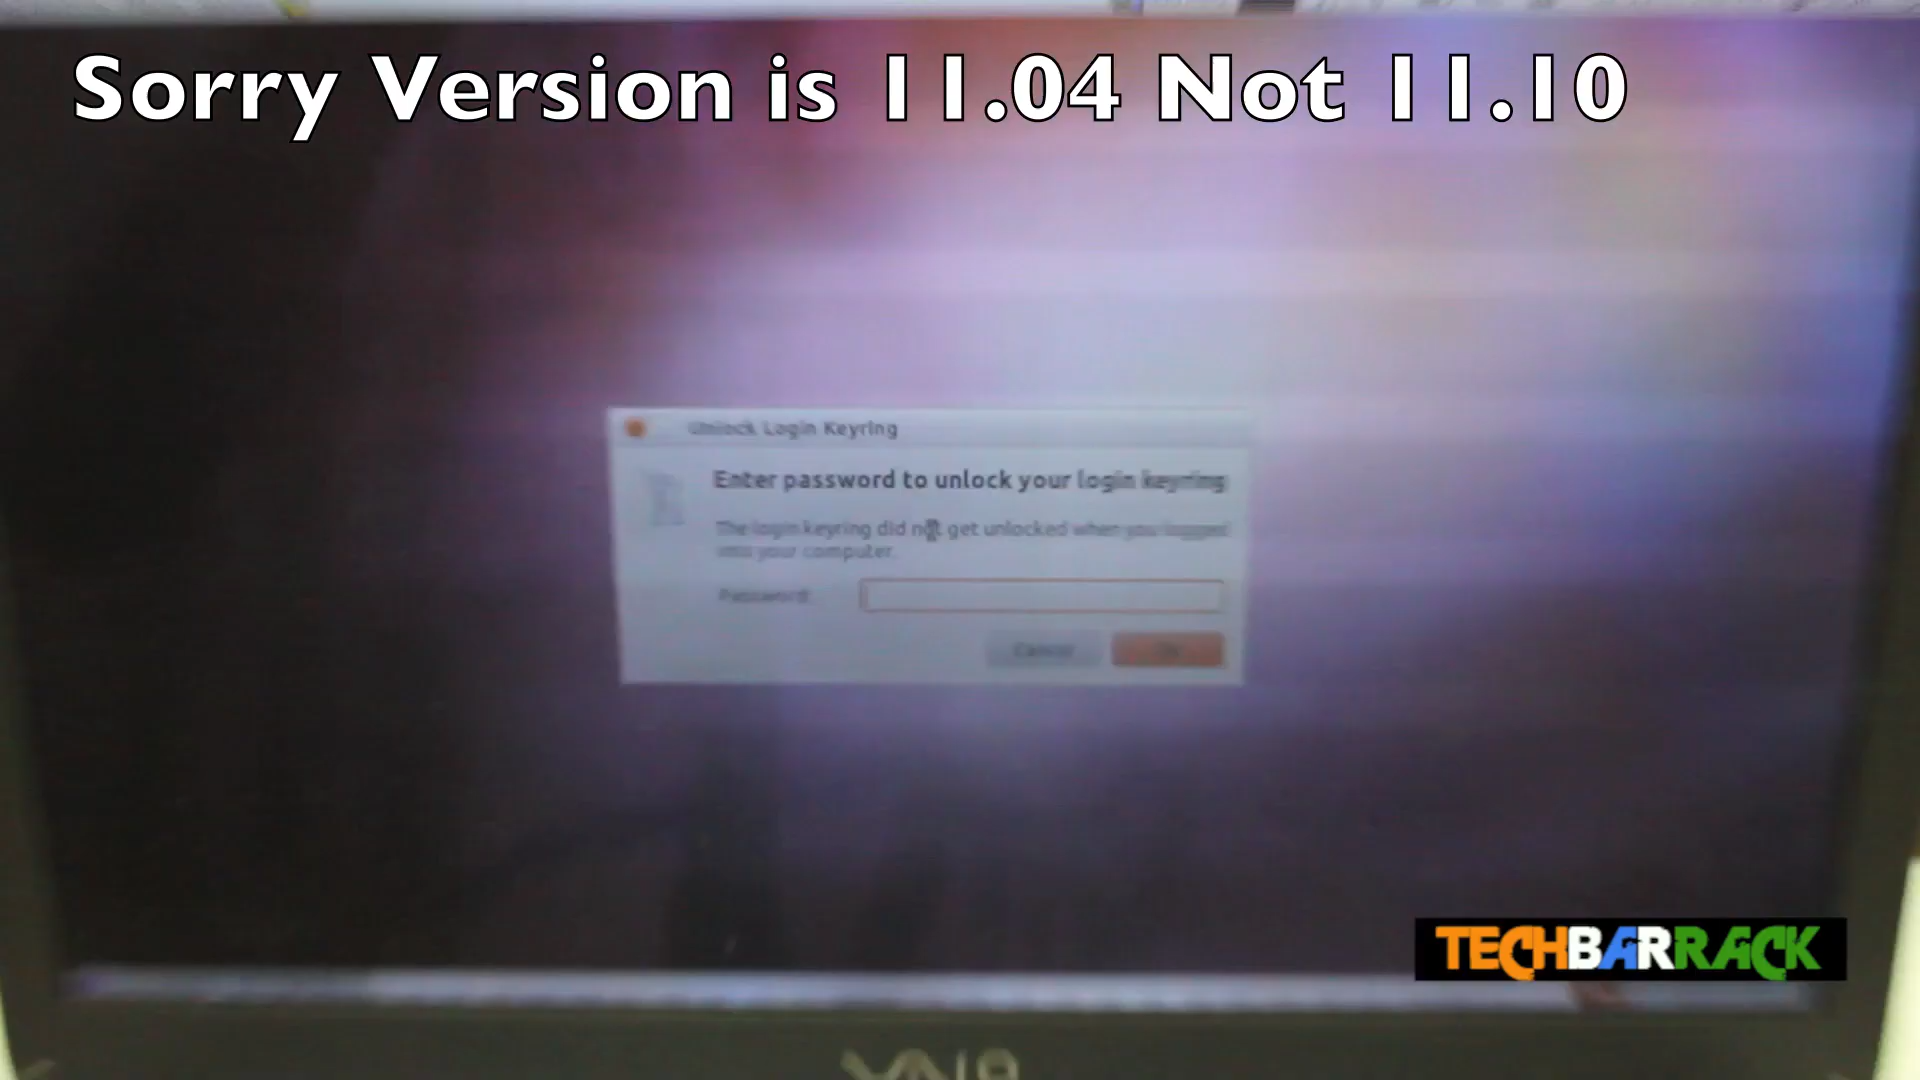 Sorry Version is 11.04 Not 11.10
Unlock Login Keyring
Enter password to unlock your login keyring
The login keyring did not get unlocked when you logged
into your computer.
Password:
Cancel
TECHBARRACK
VAIO